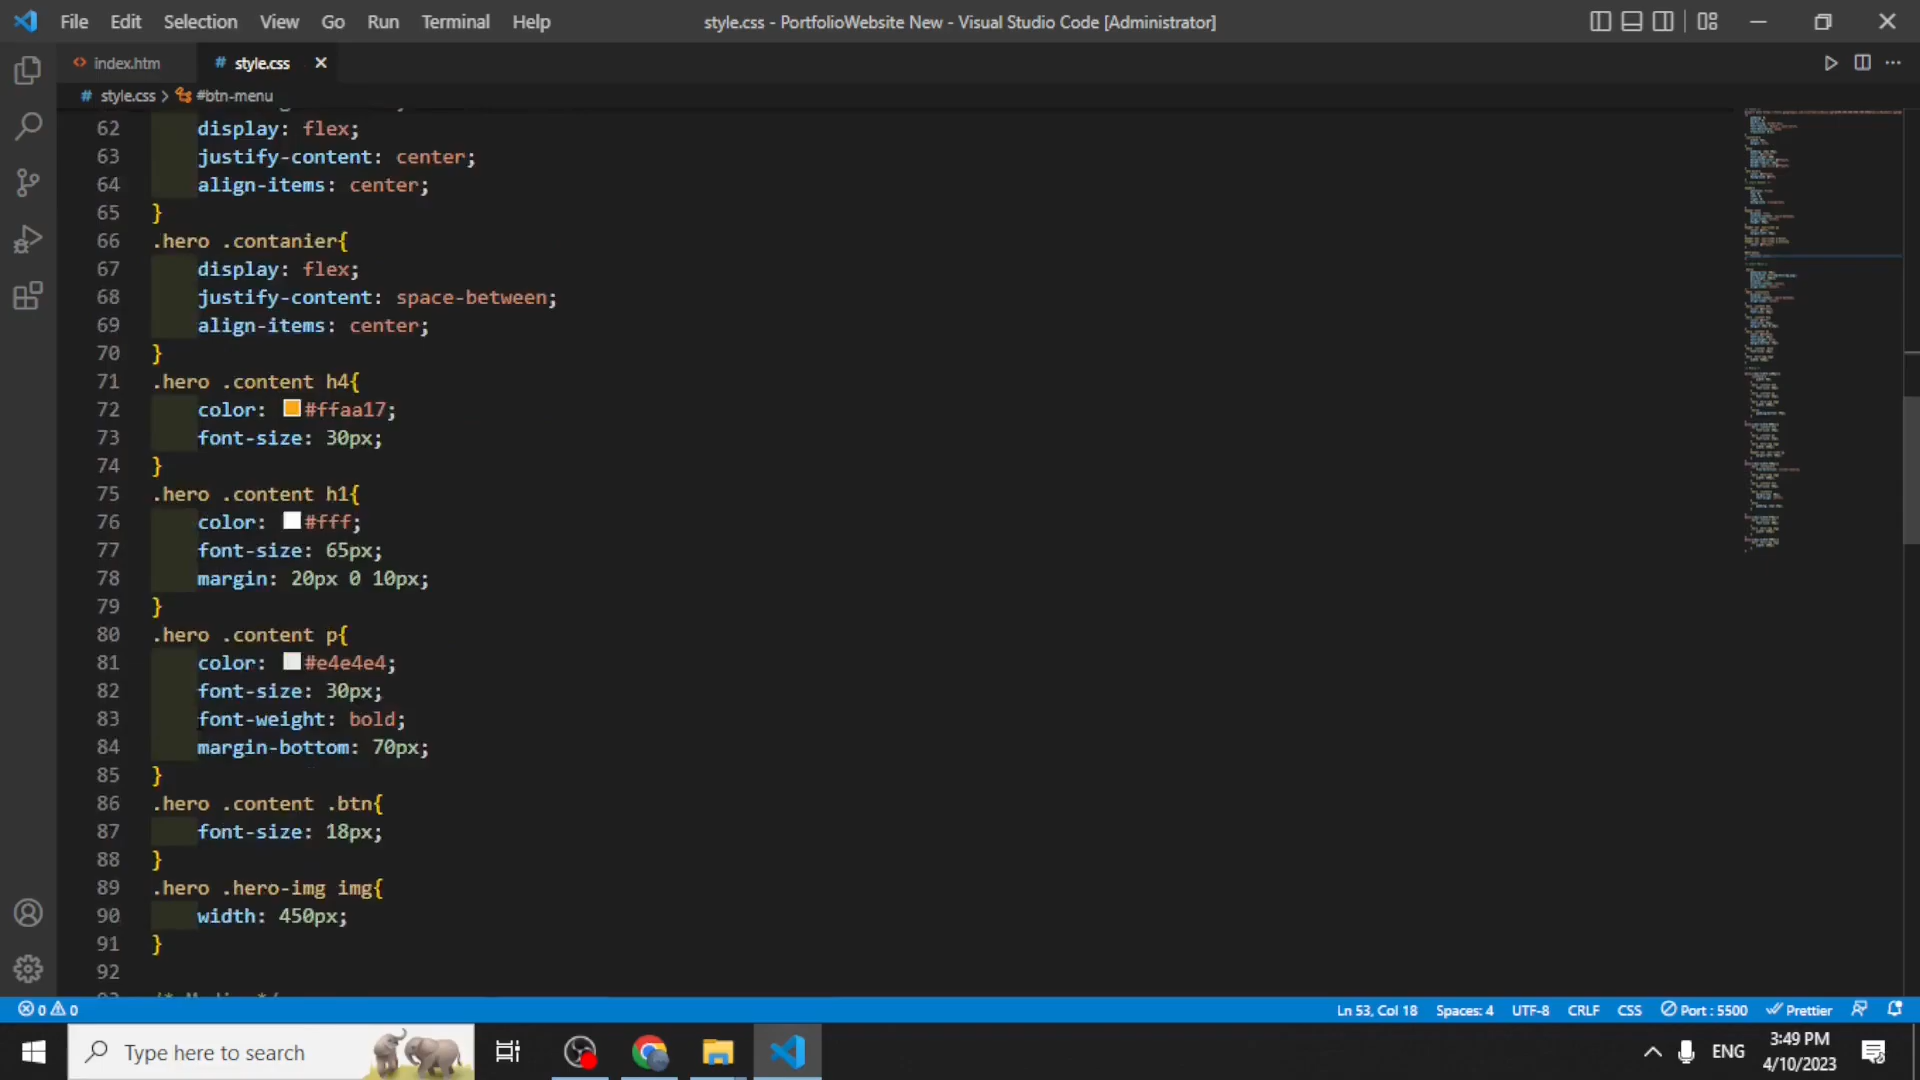 File Edit Selection View Go Run Terminal Help
style.css - PortfolioWebsite New - Visual Studio Code [Administrator]
<> index.htm
# style.css
# style.css > #btn-menu
62 display: flex;
63 justify-content: center;
64 align-items: center;
65 }
66 .hero .contanier{
67 display: flex;
68 justify-content: space-between;
69 align-items: center;
70 }
71 .hero .content h4{
72 color: #ffaa17;
73 font-size: 30px;
74 }
75 .hero .content h1{
76 color: #fff;
77 font-size: 65px;
78 margin: 20px 0 10px;
79 }
80 .hero .content p{
81 color: #e4e4e4;
82 font-size: 30px;
83 font-weight: bold;
84 margin-bottom: 70px;
85 }
86 .hero .content .btn{
87 font-size: 18px;
88 }
89 .hero .hero-img img{
90 width: 450px;
91 }
92
0 0
Ln 53, Col 18 Spaces: 4 UTF-8 CRLF CSS Port : 5500 Prettier
Type here to search
ENG
3:49 PM
4/10/2023